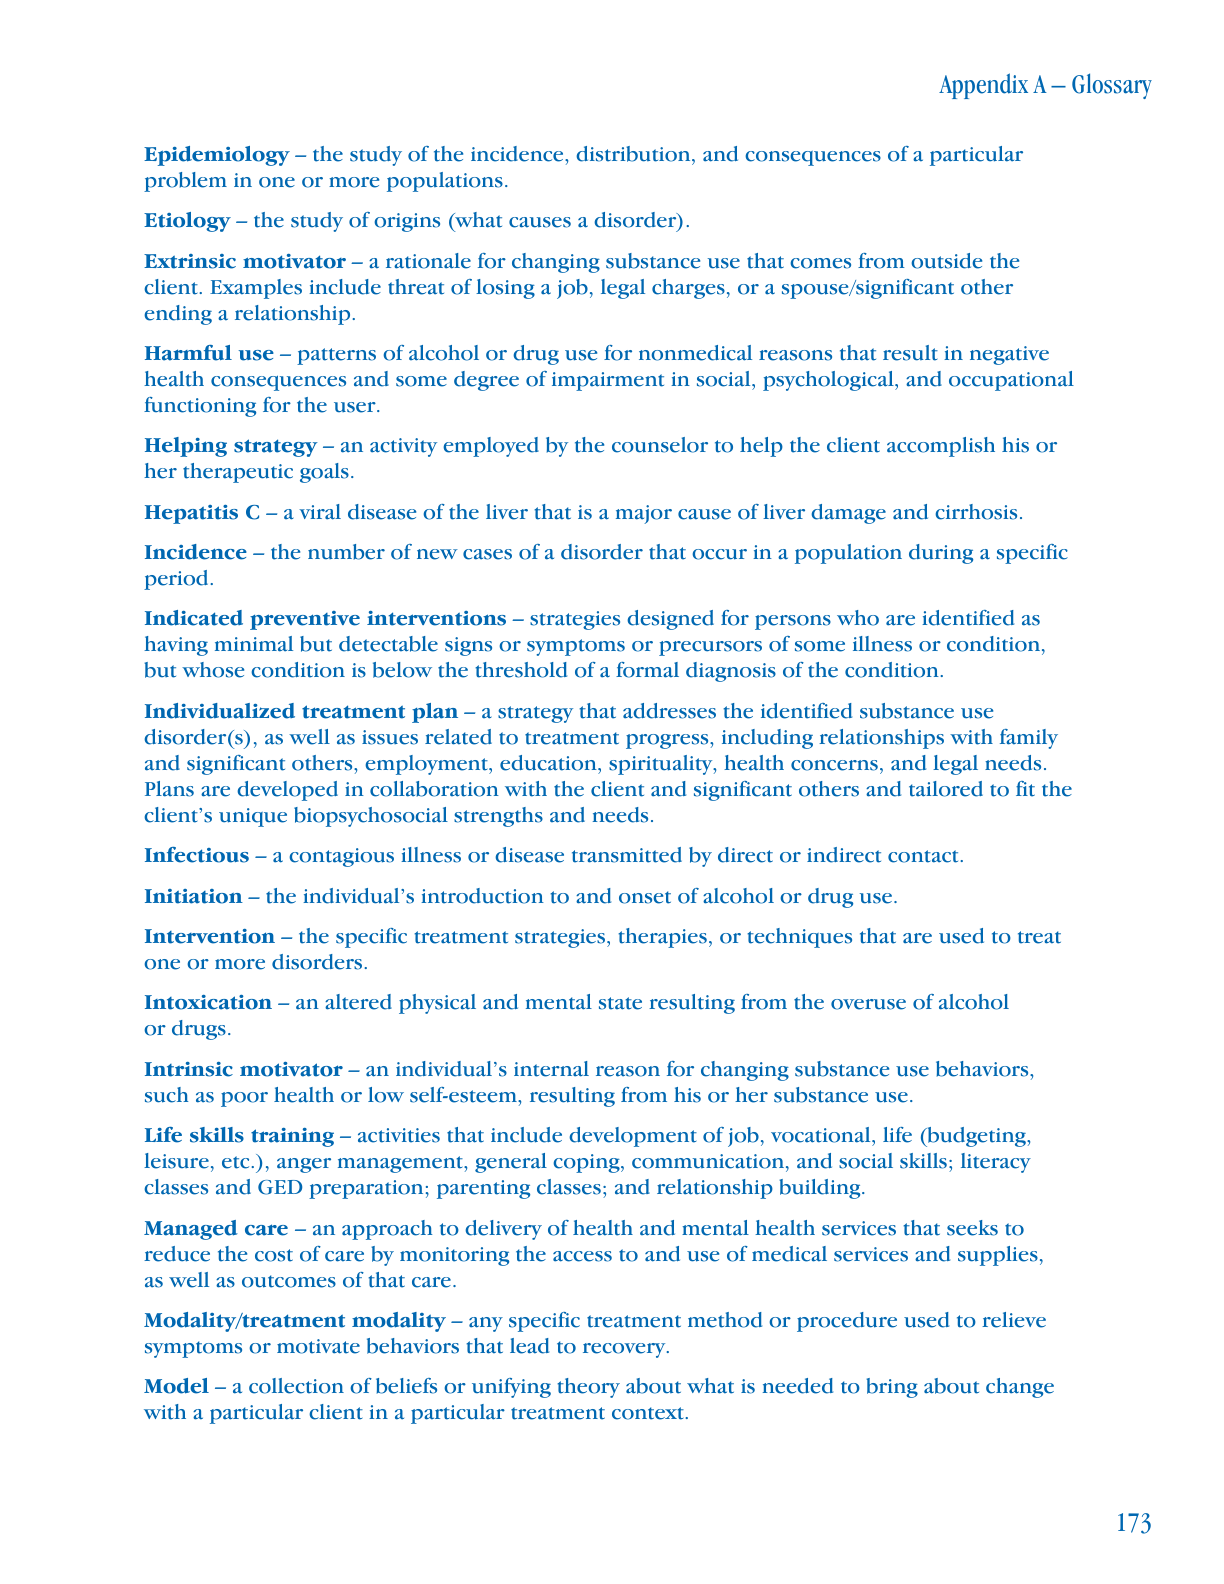 Appendix A – Glossary
Epidemiology – the study of the incidence, distribution, and consequences of a particular
problem in one or more populations.
Etiology – the study of origins (what causes a disorder).
Extrinsic motivator – a rationale for changing substance use that comes from outside the
client. Examples include threat of losing a job, legal charges, or a spouse/significant other
ending a relationship.
Harmful use – patterns of alcohol or drug use for nonmedical reasons that result in negative
health consequences and some degree of impairment in social, psychological, and occupational
functioning for the user.
Helping strategy – an activity employed by the counselor to help the client accomplish his or
her therapeutic goals.
Hepatitis C – a viral disease of the liver that is a major cause of liver damage and cirrhosis.
Incidence – the number of new cases of a disorder that occur in a population during a specific
period.
Indicated preventive interventions – strategies designed for persons who are identified as
having minimal but detectable signs or symptoms or precursors of some illness or condition,
but whose condition is below the threshold of a formal diagnosis of the condition.
Individualized treatment plan – a strategy that addresses the identified substance use
disorder(s), as well as issues related to treatment progress, including relationships with family
and significant others, employment, education, spirituality, health concerns, and legal needs.
Plans are developed in collaboration with the client and significant others and tailored to fit the
client’s unique biopsychosocial strengths and needs.
Infectious – a contagious illness or disease transmitted by direct or indirect contact.
Initiation – the individual’s introduction to and onset of alcohol or drug use.
Intervention – the specific treatment strategies, therapies, or techniques that are used to treat
one or more disorders.
Intoxication – an altered physical and mental state resulting from the overuse of alcohol
or drugs.
Intrinsic motivator – an individual’s internal reason for changing substance use behaviors,
such as poor health or low self-esteem, resulting from his or her substance use.
Life skills training – activities that include development of job, vocational, life (budgeting,
leisure, etc.), anger management, general coping, communication, and social skills; literacy
classes and GED preparation; parenting classes; and relationship building.
Managed care – an approach to delivery of health and mental health services that seeks to
reduce the cost of care by monitoring the access to and use of medical services and supplies,
as well as outcomes of that care.
Modality/treatment modality – any specific treatment method or procedure used to relieve
symptoms or motivate behaviors that lead to recovery.
Model – a collection of beliefs or unifying theory about what is needed to bring about change
with a particular client in a particular treatment context.
173